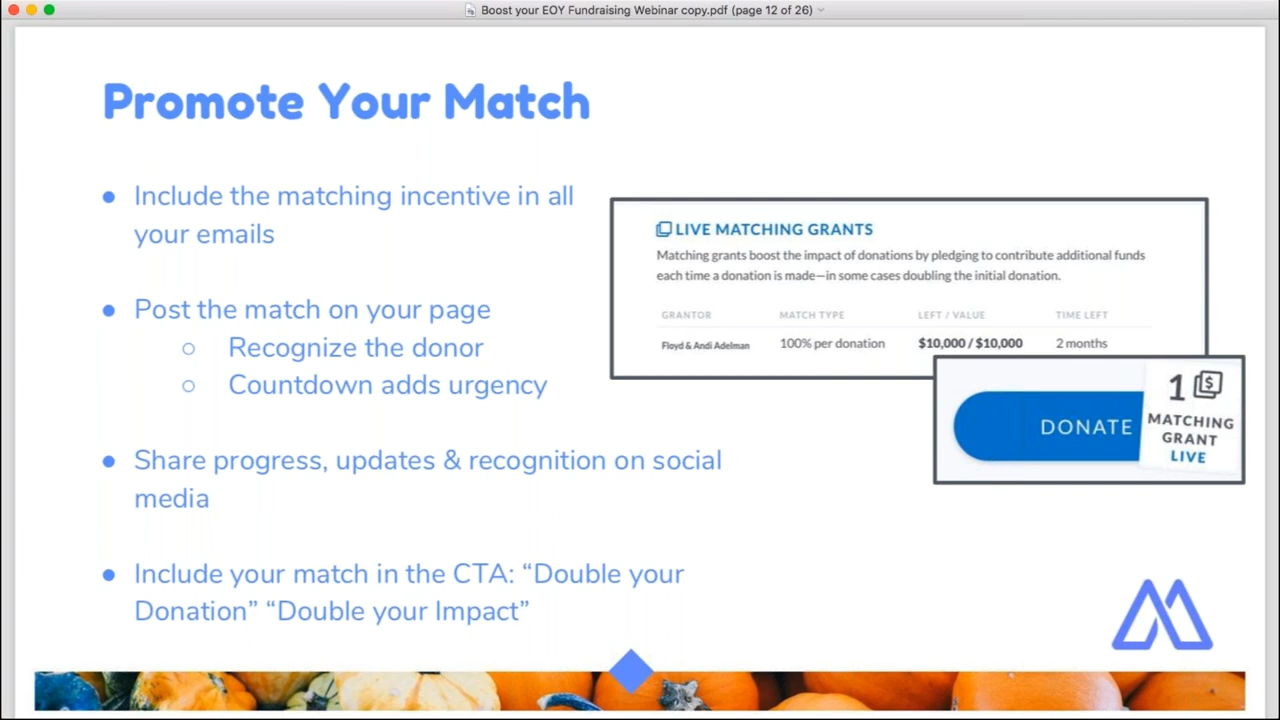 Boost your EOY Fundraising Webinar copy.pdf (page 12 of 26)
Promote Your Match
● Include the matching incentive in all
your emails
● Post the match on your page
○ Recognize the donor
○ Countdown adds urgency
● Share progress, updates & recognition on social
media
● Include your match in the CTA: “Double your
Donation” “Double your Impact”
LIVE MATCHING GRANTS
Matching grants boost the impact of donations by pledging to contribute additional funds
each time a donation is made—in some cases doubling the initial donation.
GRANTOR MATCH TYPE LEFT / VALUE TIME LEFT
Floyd & Andi Adelman 100% per donation $10,000 / $10,000 2 months
DONATE
1
MATCHING
GRANT
LIVE